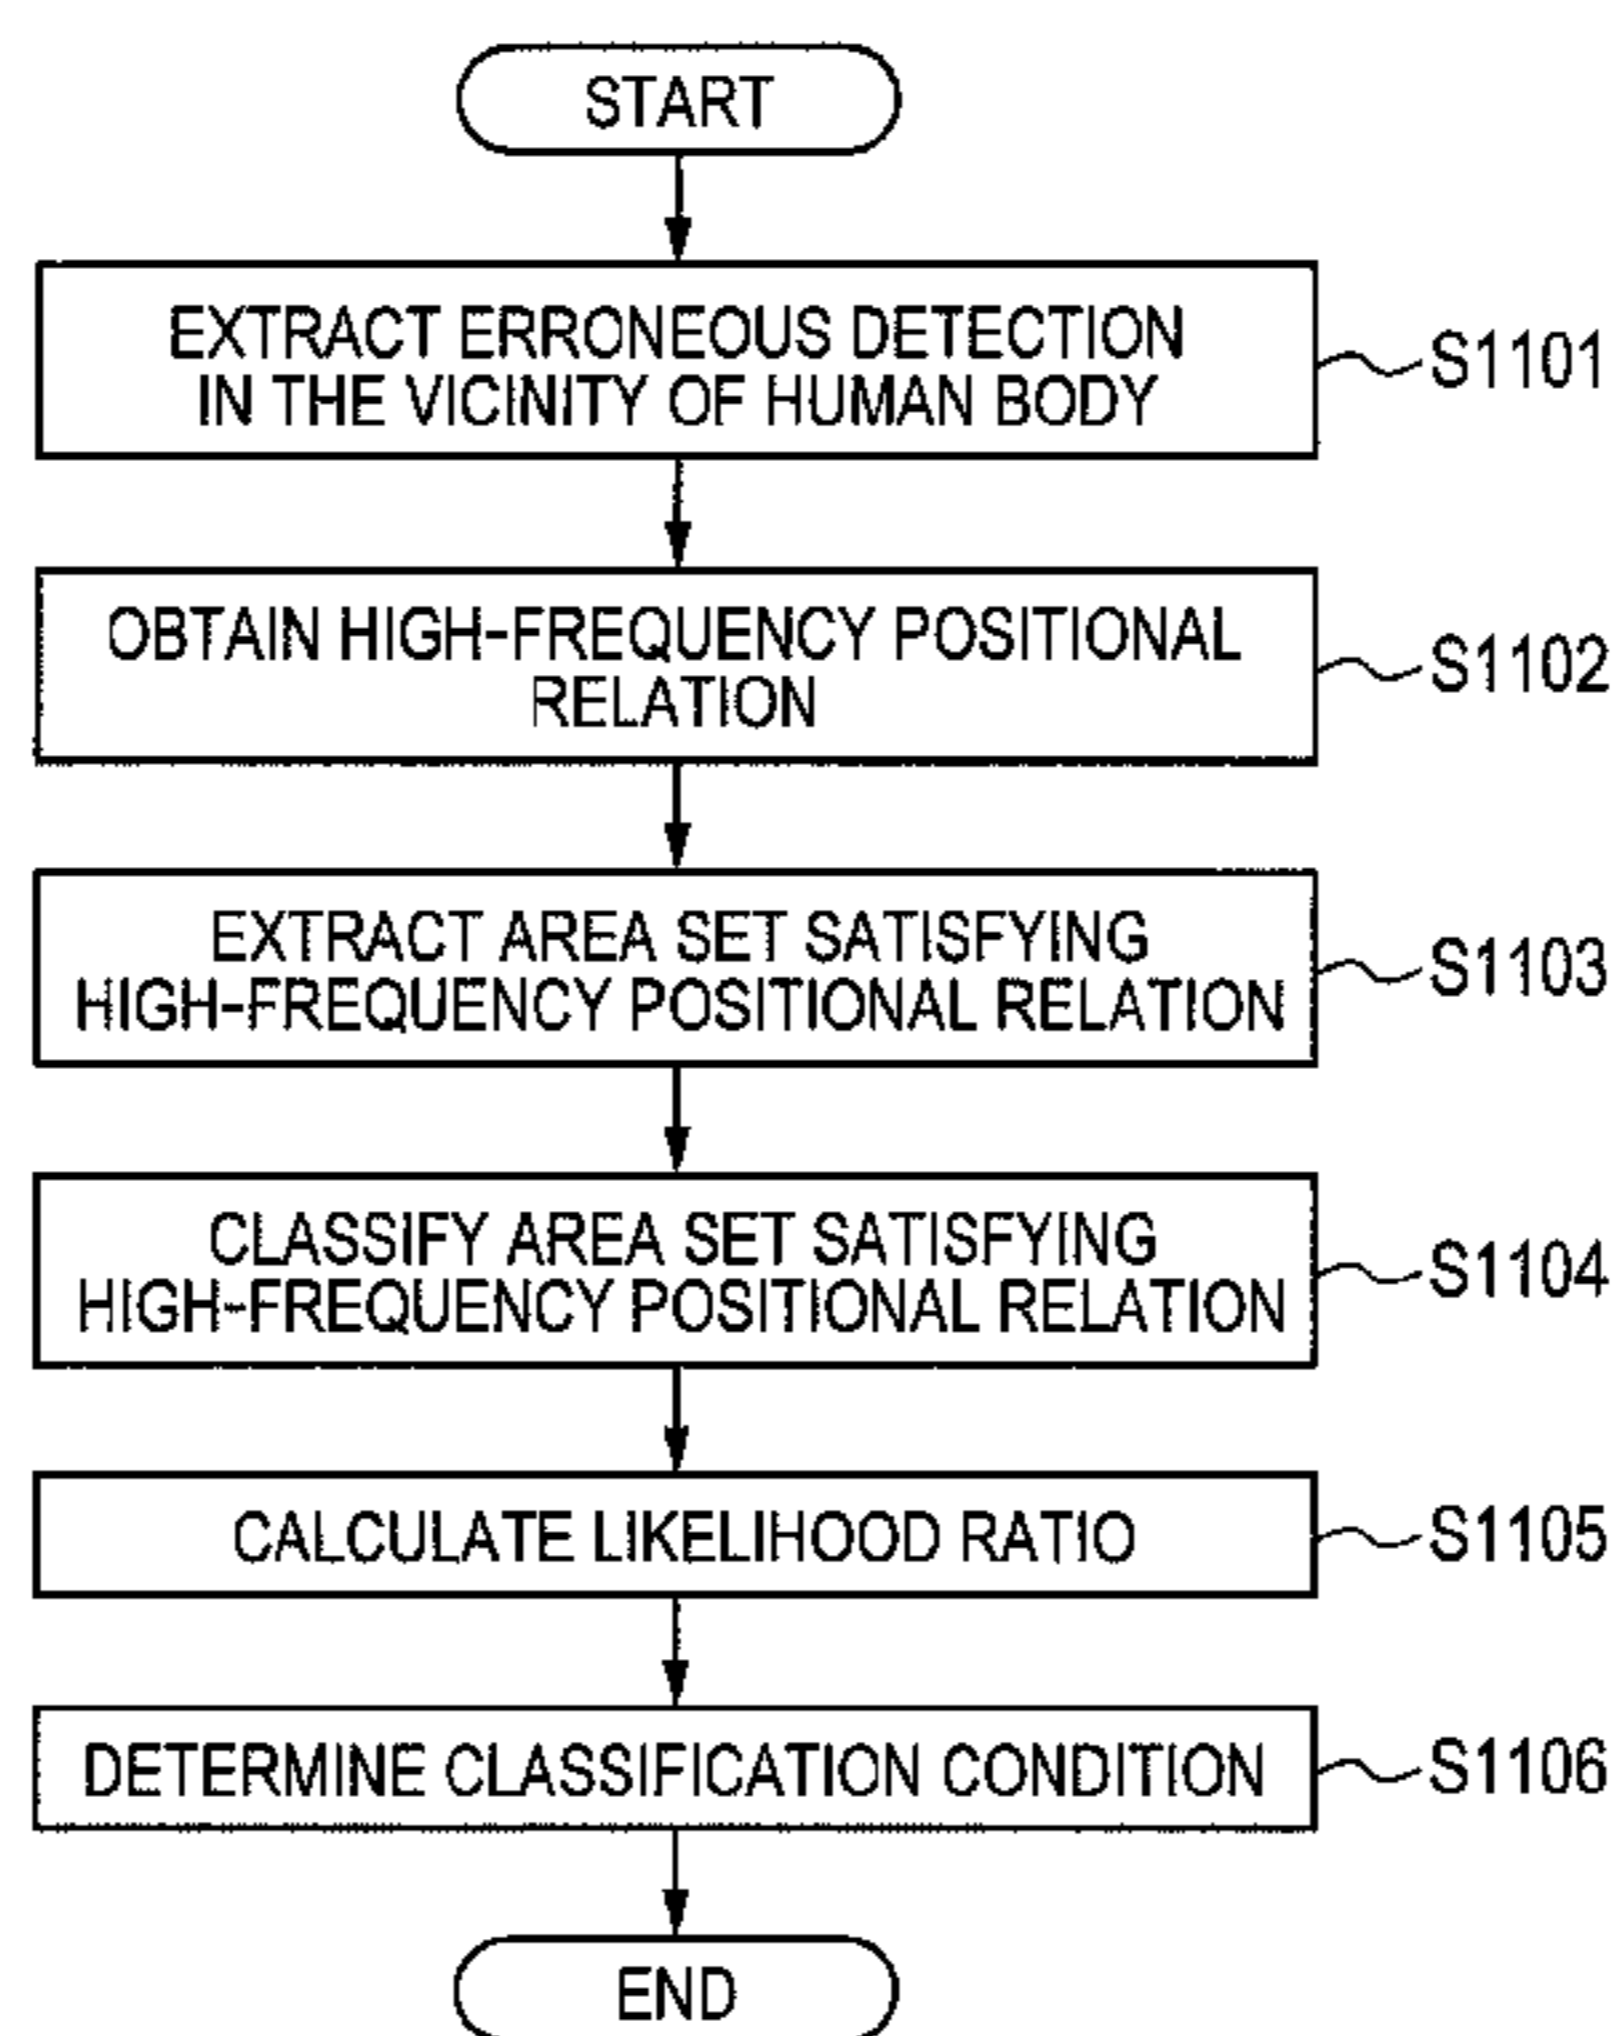 START
EXTRACT ERRONEOUS DETECTION
IN THE VICINITY OF HUMAN BODY
S1101
OBTAIN HIGH-FREQUENCY POSITIONAL
RELATION
S1102
EXTRACT AREA SET SATISFYING
HIGH-FREQUENCY POSITIONAL RELATION
S1103
CLASSIFY AREA SET SATISFYING
HIGH-FREQUENCY POSITIONAL RELATION
S1104
CALCULATE LIKELIHOOD RATIO
S1105
DETERMINE CLASSIFICATION CONDITION
S1106
END